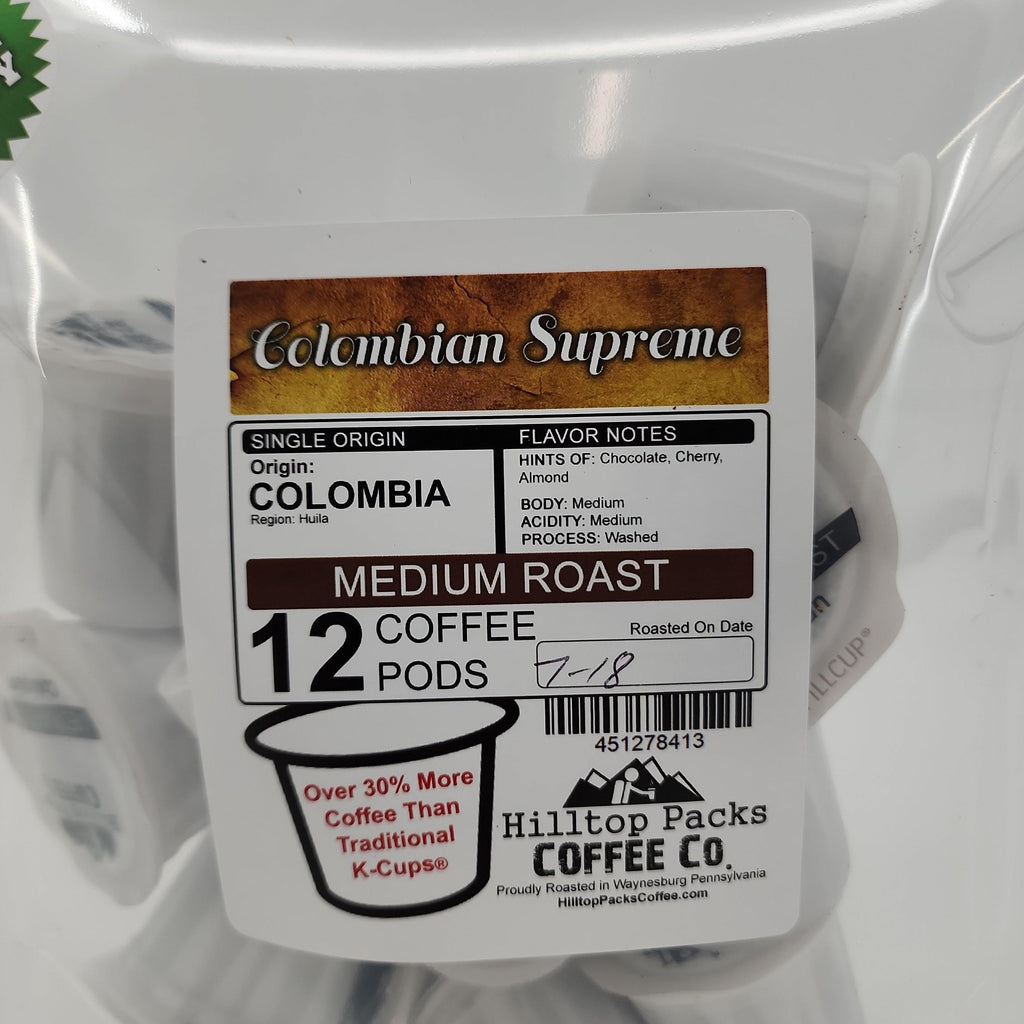 Colombian Supreme
SINGLE ORIGIN
Origin:
COLOMBIA
Region: Huila
FLAVOR NOTES
HINTS OF: Chocolate, Cherry,
Almond
BODY: Medium
ACIDITY: Medium
PROCESS: Washed
MEDIUM ROAST
12 COFFEE
PODS
Roasted On Date
7-18
451278413
Over 30% More
Coffee Than
Traditional
K-Cups®
Hilltop Packs
COFFEE CO.
Proudly Roasted in Waynesburg Pennsylvania
HilltopPacksCoffee.com